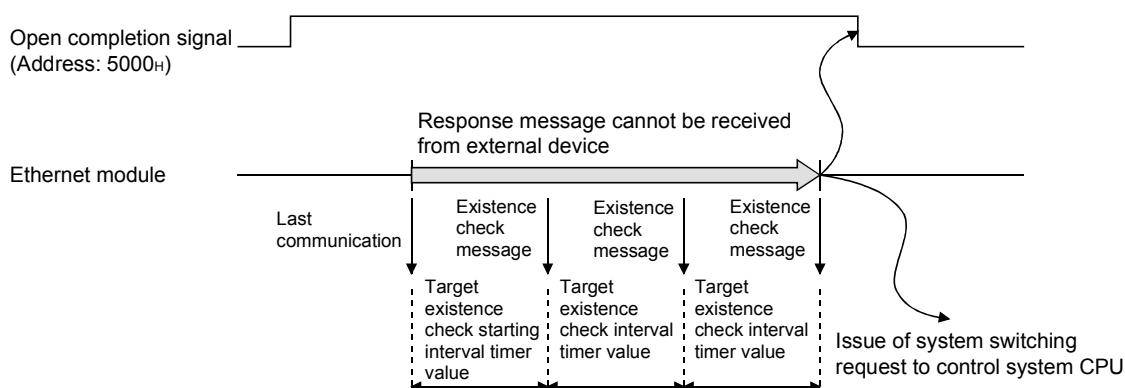 Open completion signal
(Address: 5000H)
Response message cannot be received
from external device
Ethernet module
Last
communication
Existence
check
message
Existence
check
message
Existence
check
message
Target
existence
check starting
interval timer
value
Target
existence
check interval
timer value
Target
existence
check interval
timer value
Issue of system switching
request to control system CPU